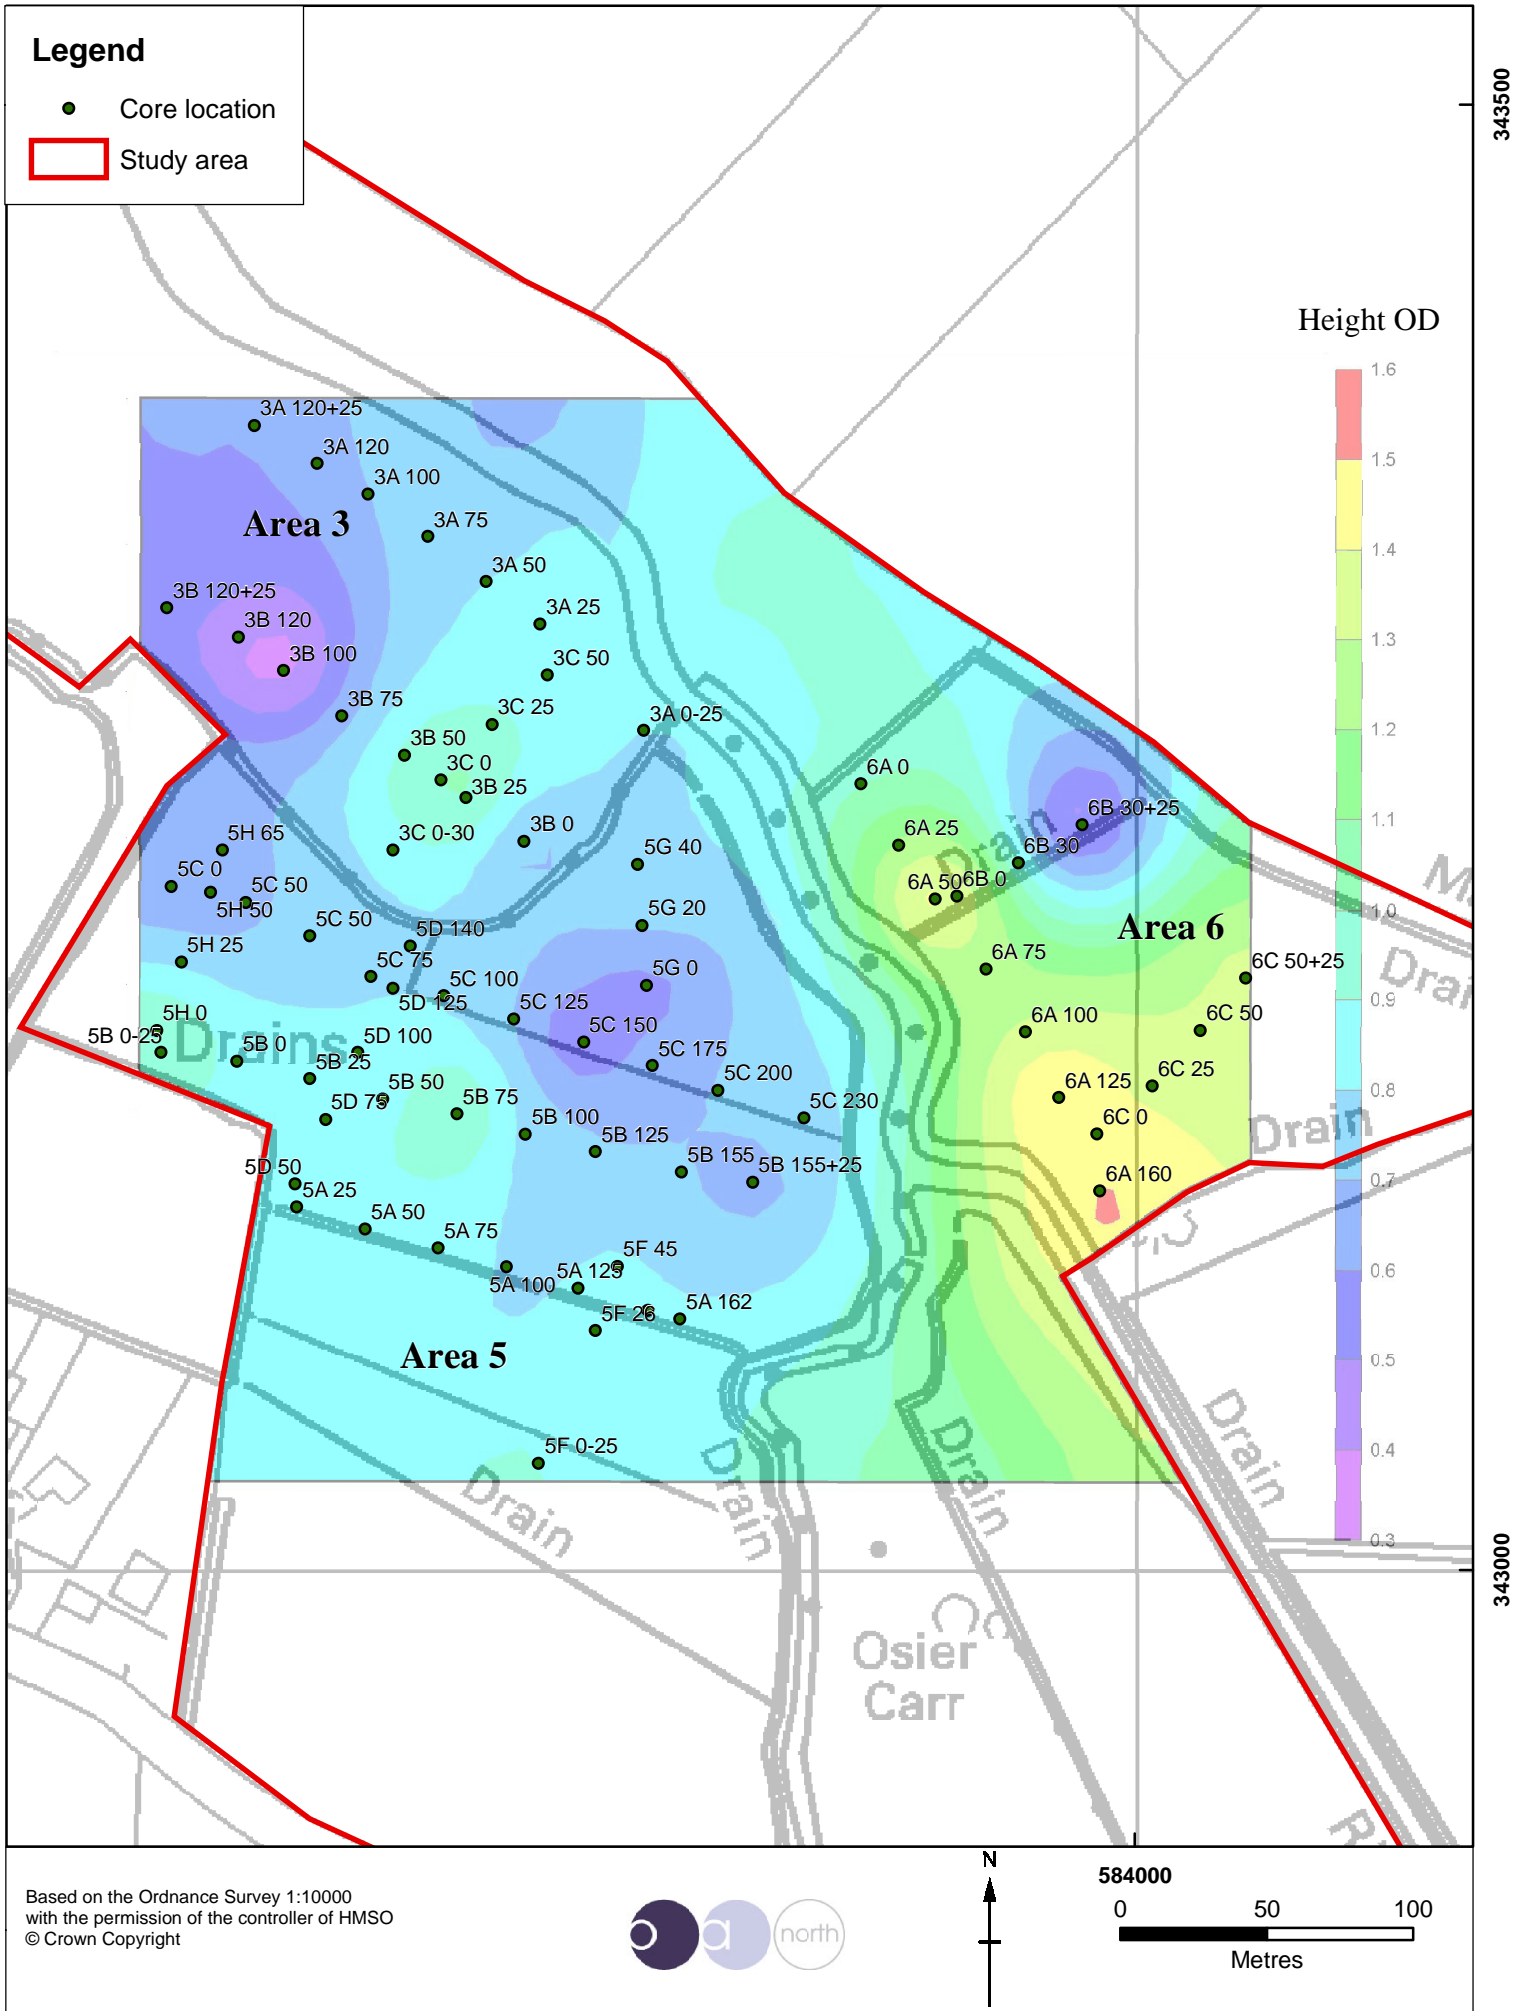 Legend
Core location
Study area
343500
Height OD
1.6
1.5
1.4
1.3
1.2
1.1
1.0
0.9
0.8
0.7
0.6
0.5
0.4
0.3
3A 120+25
3A 120
3A 100
Area 3
3A 75
3A 50
3B 120+25
3A 25
3B 120
3B 100
3C 50
3B 75
3C 25
3A 0-25
3B 50
3C 0
3B 25
6A 0
6B 30+25
3C 0-30
3B 0
5H 65
5G 40
6A 25
Drain
6B 30
5C 0
5C 50
6A 50
6B 0
5H 50
5G 20
Area 6
5C 50
5D 140
5H 25
5C 75
6A 75
6C 50+25
Drain
5D 125
5C 100
5G 0
5C 125
5H 0
5C 150
6A 100
6C 50
5B 0-25
Drains
5D 100
5B 0
5C 175
5B 25
5C 200
6A 125
6C 25
5D 75
5B 50
5B 75
5C 230
6C 0
Drain
5B 100
5B 125
5B 155
5B 155+25
5D 50
6A 160
5A 25
5A 50
5A 75
5F 45
5A 100
5A 125
5F 26
5A 162
Area 5
5F 0-25
Drain
Drain
Drain
Drain
343000
Osier
Carr
Based on the Ordnance Survey 1:10000
with the permission of the controller of HMSO
© Crown Copyright
oa north
N
584000
0 50 100
Metres